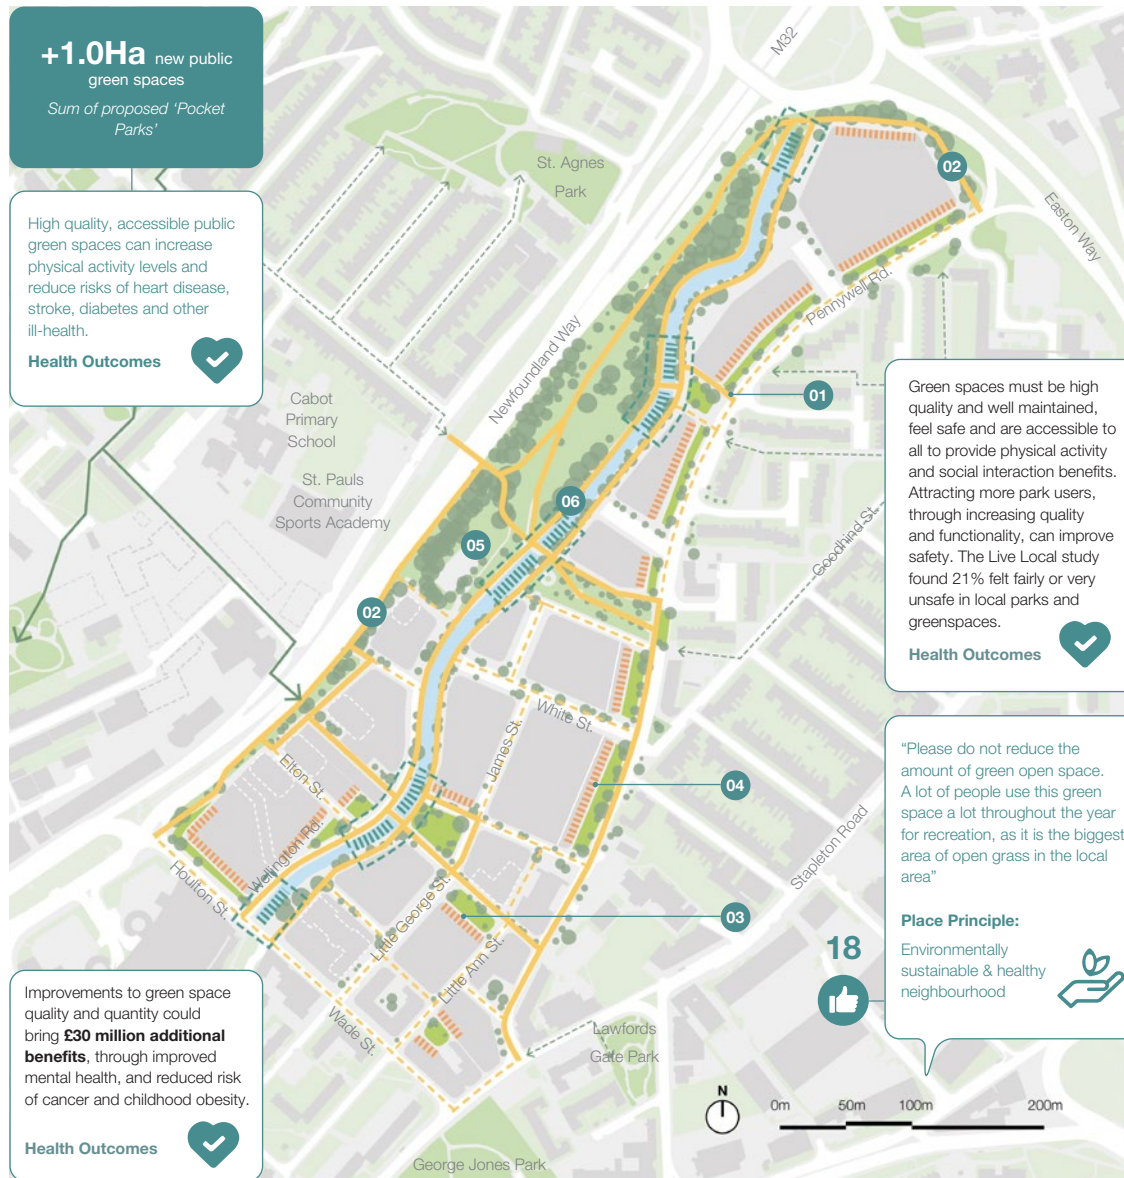 +1.0Ha new public
green spaces
Sum of proposed ‘Pocket
Parks’
High quality, accessible public
green spaces can increase
physical activity levels and
reduce risks of heart disease,
stroke, diabetes and other
ill-health.
Health Outcomes
M32
St. Agnes
Park
02
Easton Way
Pennywell Rd.
Newfoundland Way
01
Cabot
Primary
School
St. Pauls
Community
Sports Academy
Green spaces must be high
quality and well maintained,
feel safe and are accessible to
all to provide physical activity
and social interaction benefits.
Attracting more park users,
through increasing quality
and functionality, can improve
safety. The Live Local study
found 21% felt fairly or very
unsafe in local parks and
greenspaces.
Health Outcomes
06
05
Goodhind St.
02
White St.
James St.
Elton St.
04
Wellington Rd.
Stapleton Road
Houlton St.
Little George St.
03
Little Ann St.
“Please do not reduce the
amount of green open space.
A lot of people use this green
space a lot throughout the year
for recreation, as it is the biggest
area of open grass in the local
area”
Place Principle:
Environmentally
sustainable & healthy
neighbourhood
18
Improvements to green space
quality and quantity could
bring £30 million additional
benefits, through improved
mental health, and reduced risk
of cancer and childhood obesity.
Health Outcomes
Wade St.
Lawfords
Gate Park
George Jones Park
N
0m 50m 100m 200m